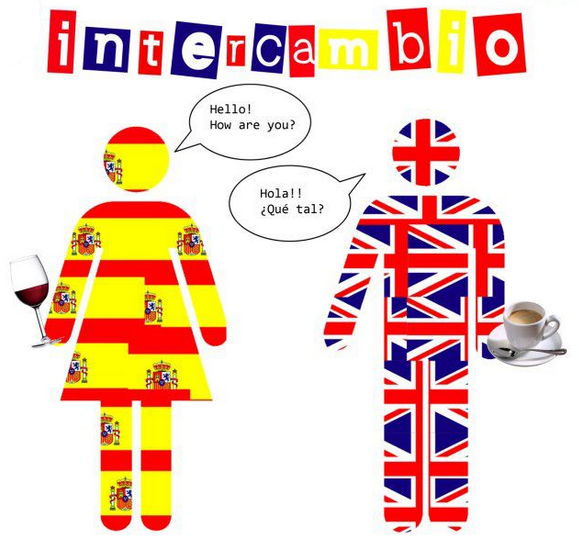 intercambio
Hello!
How are you?
Hola!!
¿Qué tal?